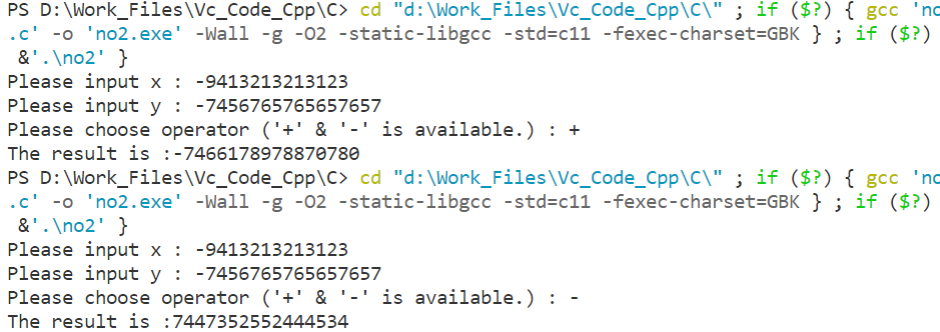 PS D:\Work_Files\Vc_Code_Cpp\C> cd "d:\Work_Files\Vc_Code_Cpp\C\" ; if ($?) { gcc 'no
.c' -o 'no2.exe' -Wall -g -O2 -static-libgcc -std=c11 -fexec-charset=GBK } ; if ($?)
&'.\no2' }
Please input x : -9413213213123
Please input y : -7456765765657657
Please choose operator ('+' & '-' is available.) : +
The result is :-7466178978870780
PS D:\Work_Files\Vc_Code_Cpp\C> cd "d:\Work_Files\Vc_Code_Cpp\C\" ; if ($?) { gcc 'no
.c' -o 'no2.exe' -Wall -g -O2 -static-libgcc -std=c11 -fexec-charset=GBK } ; if ($?)
&'.\no2' }
Please input x : -9413213213123
Please input y : -7456765765657657
Please choose operator ('+' & '-' is available.) : -
The result is :7447352552444534